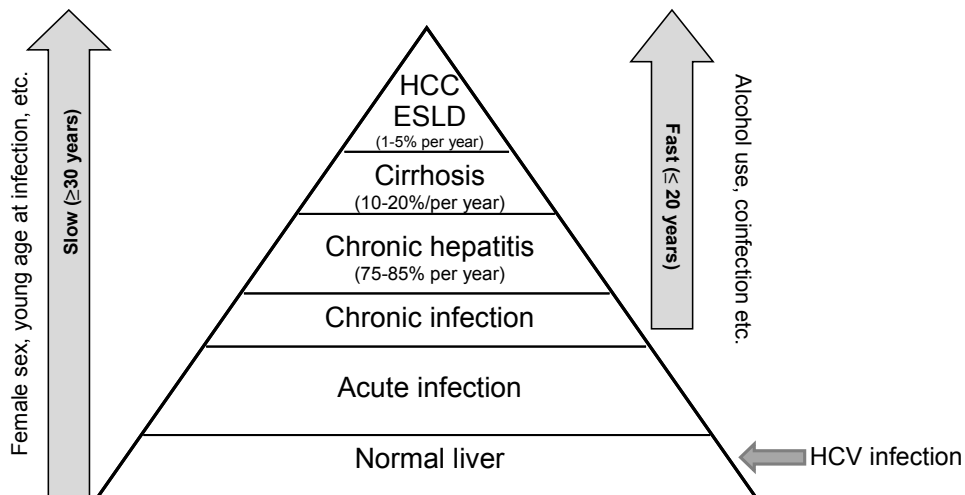 Female sex, young age at infection, etc.
Slow (≥30 years)
HCC
ESLD
(1-5% per year)
Cirrhosis
(10-20%/per year)
Chronic hepatitis
(75-85% per year)
Chronic infection
Acute infection
Normal liver
Fast (≤ 20 years)
Alcohol use, coinfection etc.
HCV infection